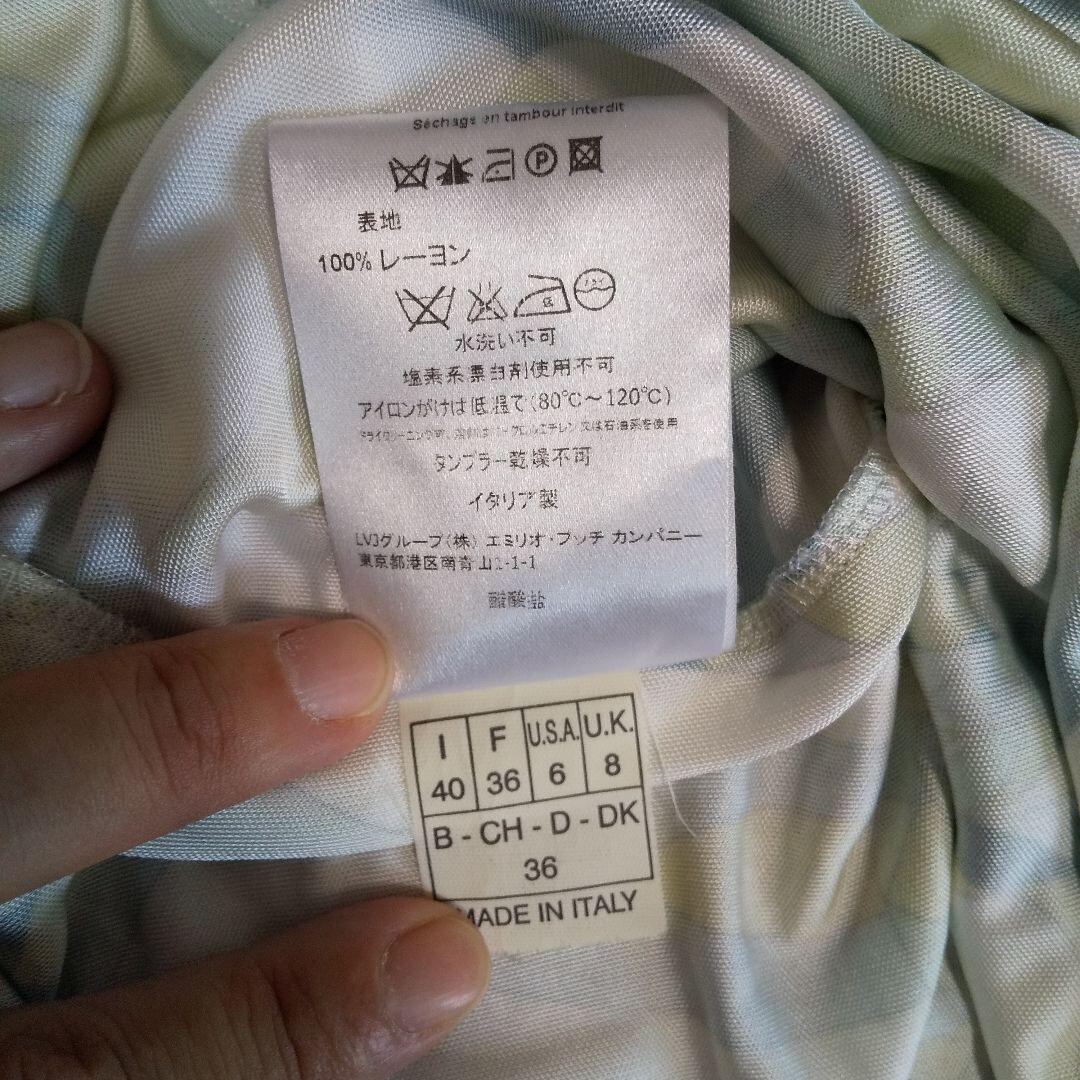 Séchage en tambour interdit
P
表地
100% レーヨン
水洗い不可
塩素系漂白剤使用不可
アイロンがけは低温で(80℃～120℃)
タンブラー乾燥不可
イタリア製
LVJグループ(株) エミリオ・プッチ カンパニー
東京都港区南青山1-1-1
醋酸盐
I F U.S.A. U.K.
40 36 6 8
B - CH - D - DK
36
MADE IN ITALY